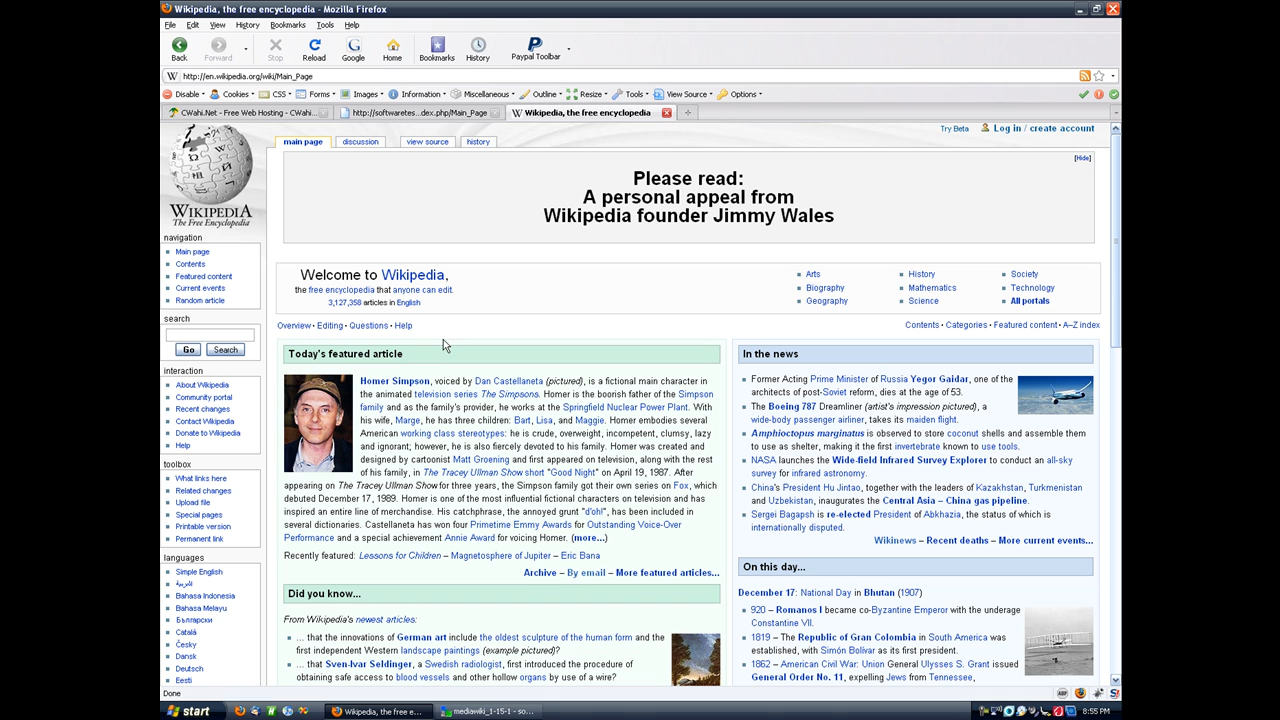 Wikipedia, the free encyclopedia - Mozilla Firefox
File Edit View History Bookmarks Tools Help
Back Forward Stop Reload Google Home Bookmarks History Paypal Toolbar
http://en.wikipedia.org/wiki/Main_Page
Disable Cookies CSS Forms Images Information Miscellaneous Outline Resize Tools View Source Options
CWahi.Net - Free Web Hosting - CWahi... http://softwaretes...dex.php/Main_Page Wikipedia, the free encyclopedia
Try Beta Log in / create account
main page discussion view source history
[Hide]
Please read:
A personal appeal from
Wikipedia founder Jimmy Wales
WIKIPEDIA
The Free Encyclopedia
navigation
Main page
Contents
Featured content
Current events
Random article
search
Go Search
interaction
About Wikipedia
Community portal
Recent changes
Contact Wikipedia
Donate to Wikipedia
Help
toolbox
What links here
Related changes
Upload file
Special pages
Printable version
Permanent link
languages
Simple English
العربية
Bahasa Indonesia
Bahasa Melayu
Български
Català
Česky
Dansk
Deutsch
Eesti
Welcome to Wikipedia,
the free encyclopedia that anyone can edit.
3,127,358 articles in English
Arts History Society
Biography Mathematics Technology
Geography Science All portals
Overview · Editing · Questions · Help
Contents · Categories · Featured content · A–Z index
Today's featured article
Homer Simpson, voiced by Dan Castellaneta (pictured), is a fictional main character in
the animated television series The Simpsons. Homer is the boorish father of the Simpson
family and as the family's provider, he works at the Springfield Nuclear Power Plant. With
his wife, Marge, he has three children: Bart, Lisa, and Maggie. Homer embodies several
American working class stereotypes: he is crude, overweight, incompetent, clumsy, lazy
and ignorant; however, he is also fiercely devoted to his family. Homer was created and
designed by cartoonist Matt Groening and first appeared on television, along with the rest
of his family, in The Tracey Ullman Show short "Good Night" on April 19, 1987. After
appearing on The Tracey Ullman Show for three years, the Simpson family got their own series on Fox, which
debuted December 17, 1989. Homer is one of the most influential fictional characters on television and has
inspired an entire line of merchandise. His catchphrase, the annoyed grunt "d'oh!", has been included in
several dictionaries. Castellaneta has won four Primetime Emmy Awards for Outstanding Voice-Over
Performance and a special achievement Annie Award for voicing Homer. (more...)
Recently featured: Lessons for Children – Magnetosphere of Jupiter – Eric Bana
Archive – By email – More featured articles...
Did you know...
From Wikipedia's newest articles:
... that the innovations of German art include the oldest sculpture of the human form and the
first independent Western landscape paintings (example pictured)?
... that Sven-Ivar Seldinger, a Swedish radiologist, first introduced the procedure of
obtaining safe access to blood vessels and other hollow organs by use of a wire?
In the news
Former Acting Prime Minister of Russia Yegor Gaidar, one of the
architects of post-Soviet reform, dies at the age of 53.
The Boeing 787 Dreamliner (artist's impression pictured), a
wide-body passenger airliner, takes its maiden flight.
Amphioctopus marginatus is observed to store coconut shells and assemble them
to use as shelter, making it the first invertebrate known to use tools.
NASA launches the Wide-field Infrared Survey Explorer to conduct an all-sky
survey for infrared astronomy.
China's President Hu Jintao, together with the leaders of Kazakhstan, Turkmenistan
and Uzbekistan, inaugurates the Central Asia – China gas pipeline.
Sergei Bagapsh is re-elected President of Abkhazia, the status of which is
internationally disputed.
Wikinews – Recent deaths – More current events...
On this day...
December 17: National Day in Bhutan (1907)
920 – Romanos I became co-Byzantine Emperor with the underage
Constantine VII.
1819 – The Republic of Gran Colombia in South America was
established, with Simón Bolívar as its first president.
1862 – American Civil War: Union General Ulysses S. Grant issued
General Order No. 11, expelling Jews from Tennessee,
Done
start Wikipedia, the free e... mediawiki_1-15-1 - so... 8:55 PM